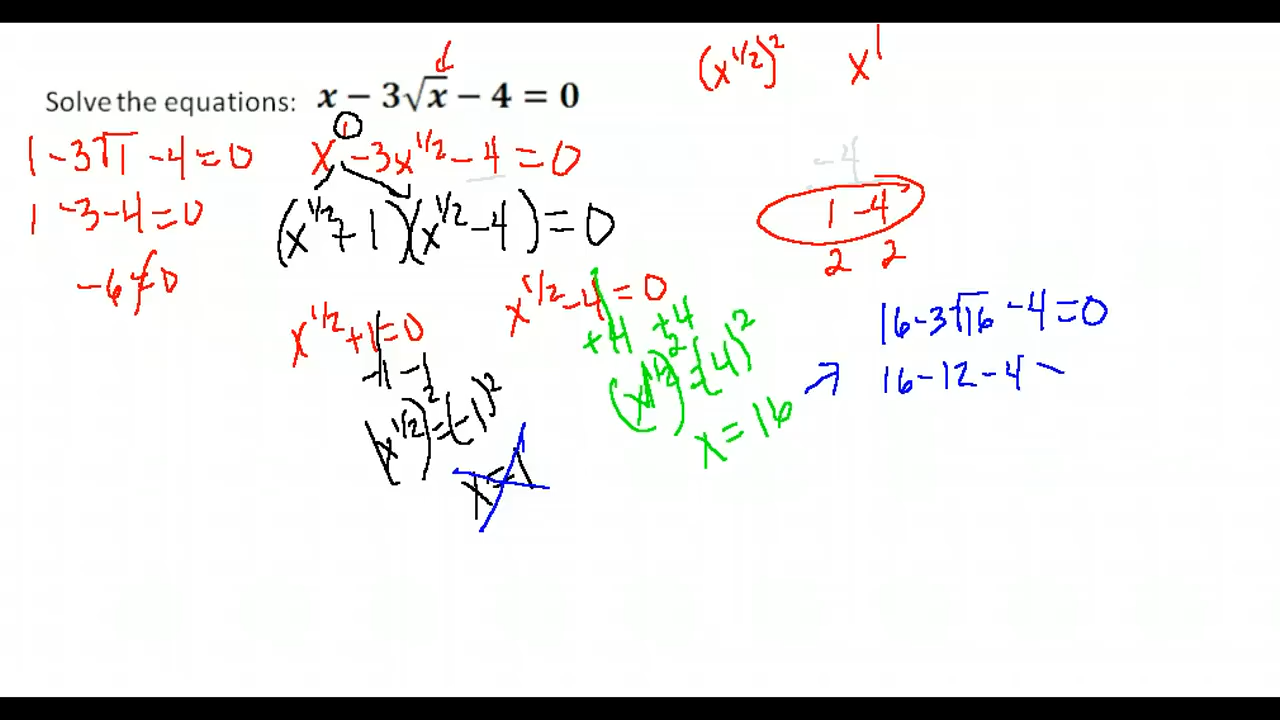 (x^{1/2})^2 x^1
Solve the equations: x − 3√x − 4 = 0
1 - 3√1 - 4 = 0
x^1 - 3x^{1/2} - 4 = 0
-4
1 - 3 - 4 = 0
(x^{1/2} + 1)(x^{1/2} - 4) = 0
1 -4
2 2
-6 ≠ 0
x^{1/2} + 1 = 0
-1 -1
(x^{1/2})^2 = (-1)^2
x = 1
x^{1/2} - 4 = 0
+4 +4
(x^{1/2})^2 = (4)^2
x = 16
16 - 3√16 - 4 = 0
16 - 12 - 4